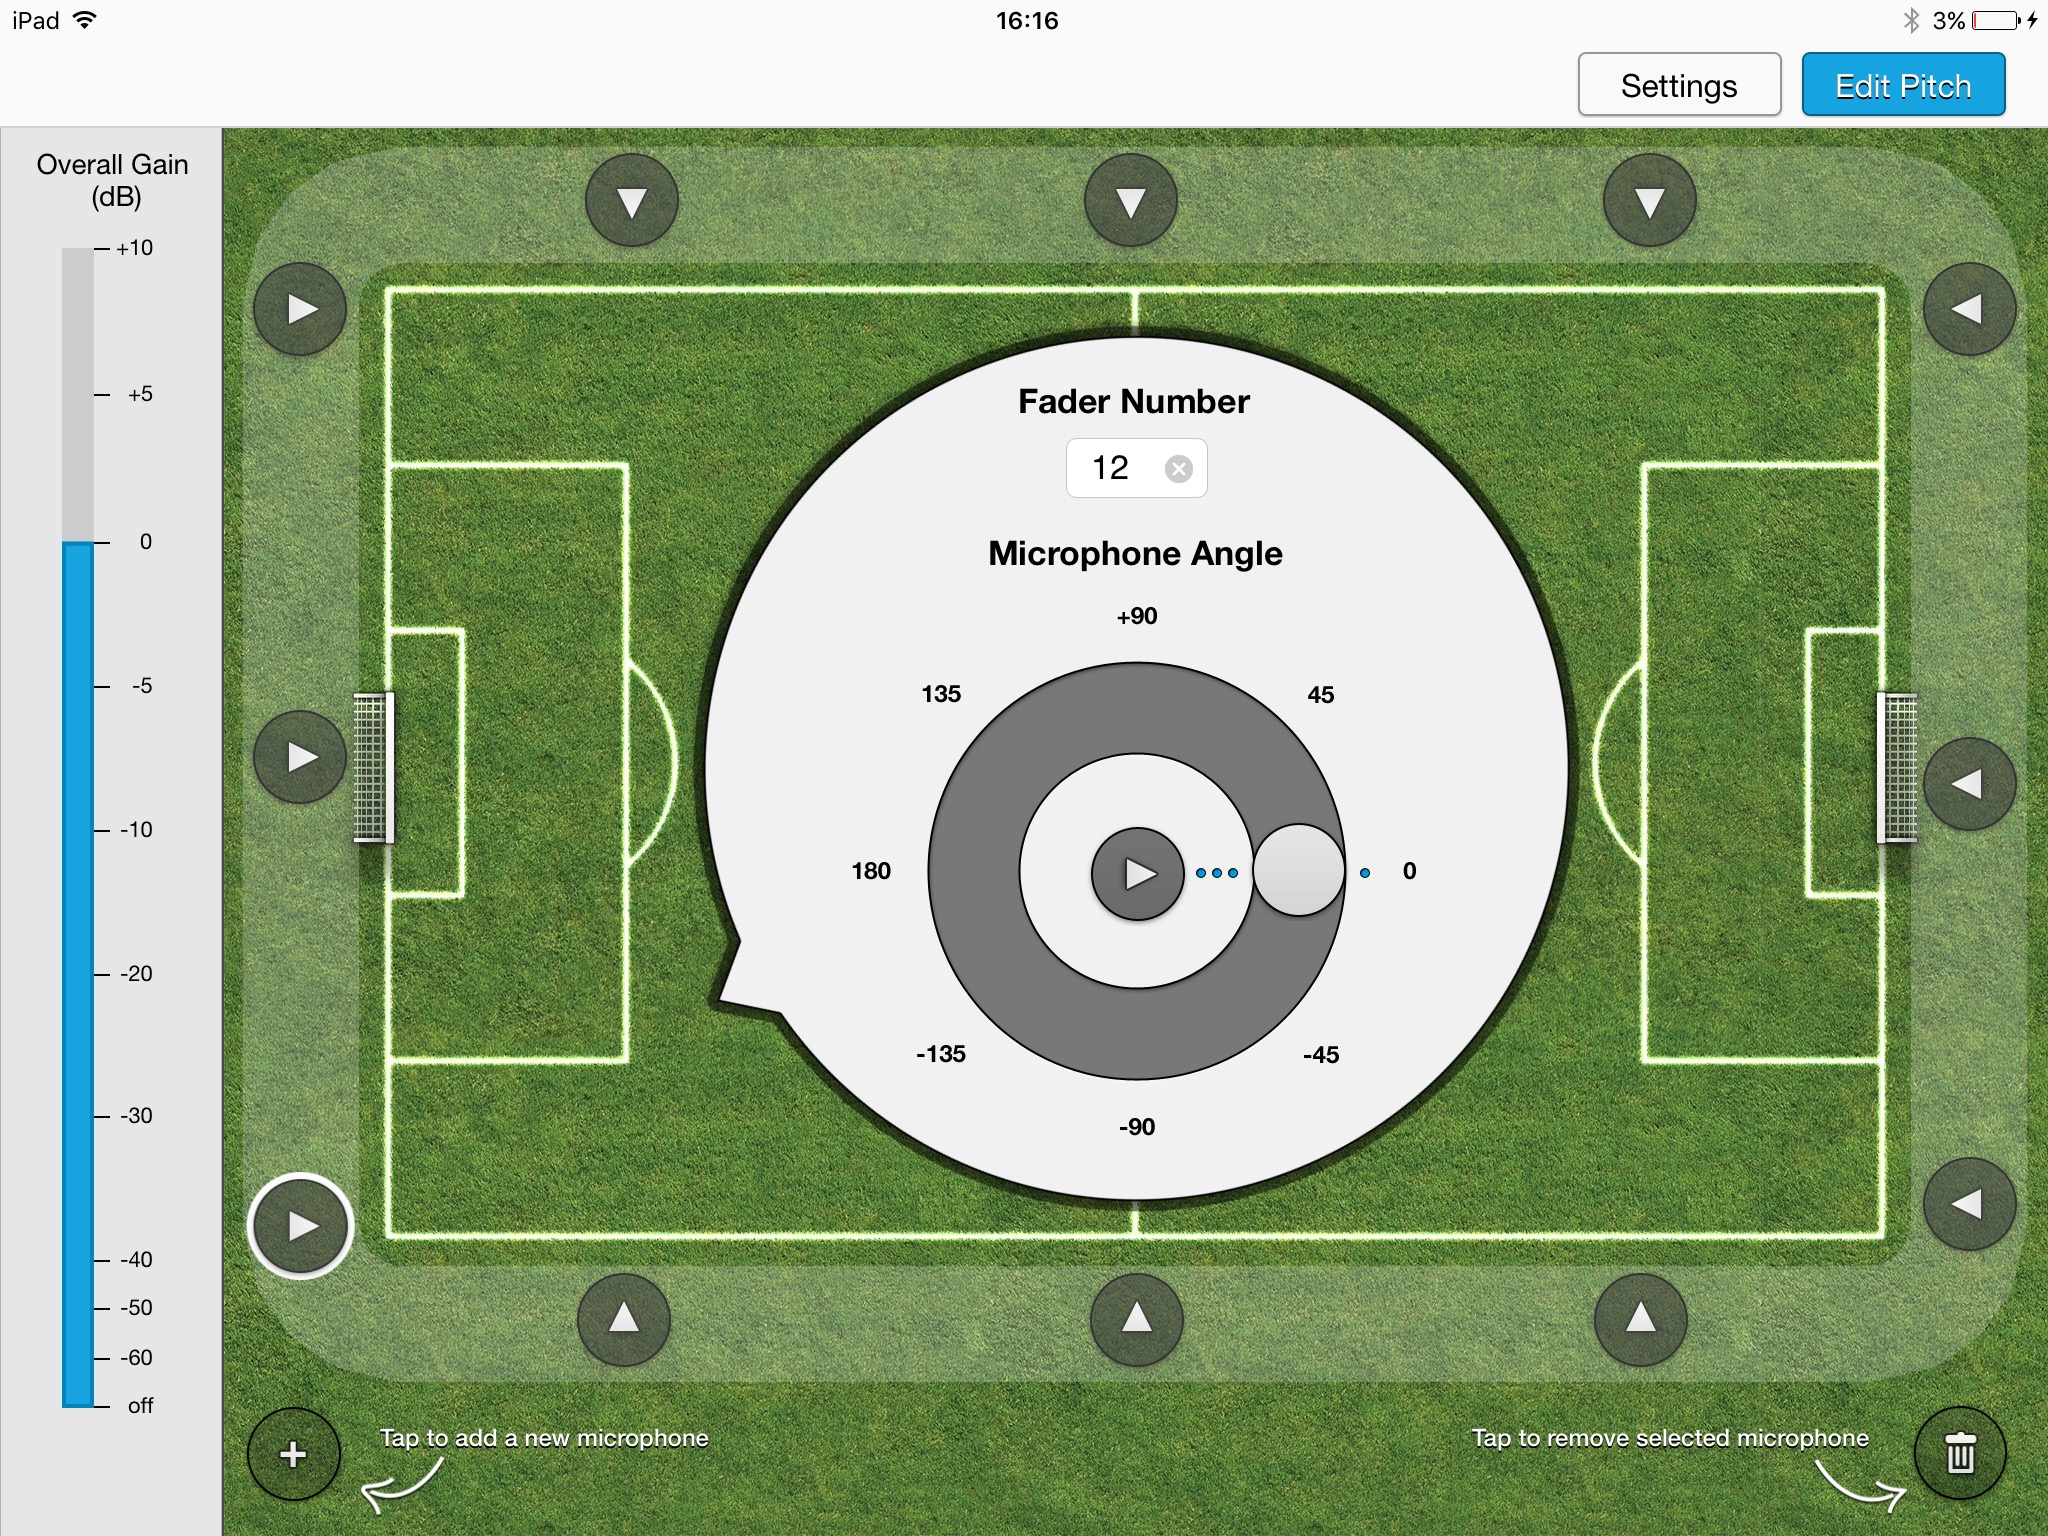 iPad
16:16
3%
Settings
Edit Pitch
Overall Gain
(dB)
+10
+5
0
-5
-10
-20
-30
-40
-50
-60
off
Fader Number
12
Microphone Angle
+90
135
45
180
0
-135
-45
-90
Tap to add a new microphone
Tap to remove selected microphone